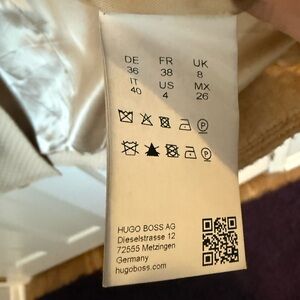 DE FR UK
36 38 8
IT US MX
40 4 26
HUGO BOSS AG
Dieselstrasse 12
72555 Metzingen
Germany
hugoboss.com